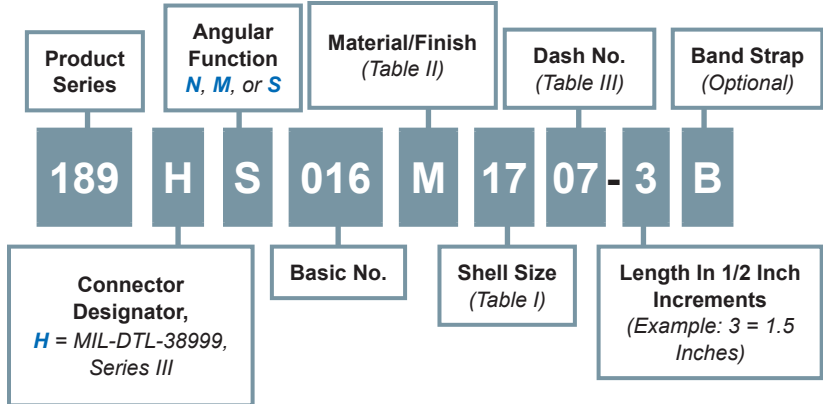 Product
Series
Angular
Function
N, M, or S
Material/Finish
(Table II)
Dash No.
(Table III)
Band Strap
(Optional)
189 H S 016 M 17 07-3 B
Connector
Designator,
H = MIL-DTL-38999,
Series III
Basic No.
Shell Size
(Table I)
Length In 1/2 Inch
Increments
(Example: 3 = 1.5
Inches)